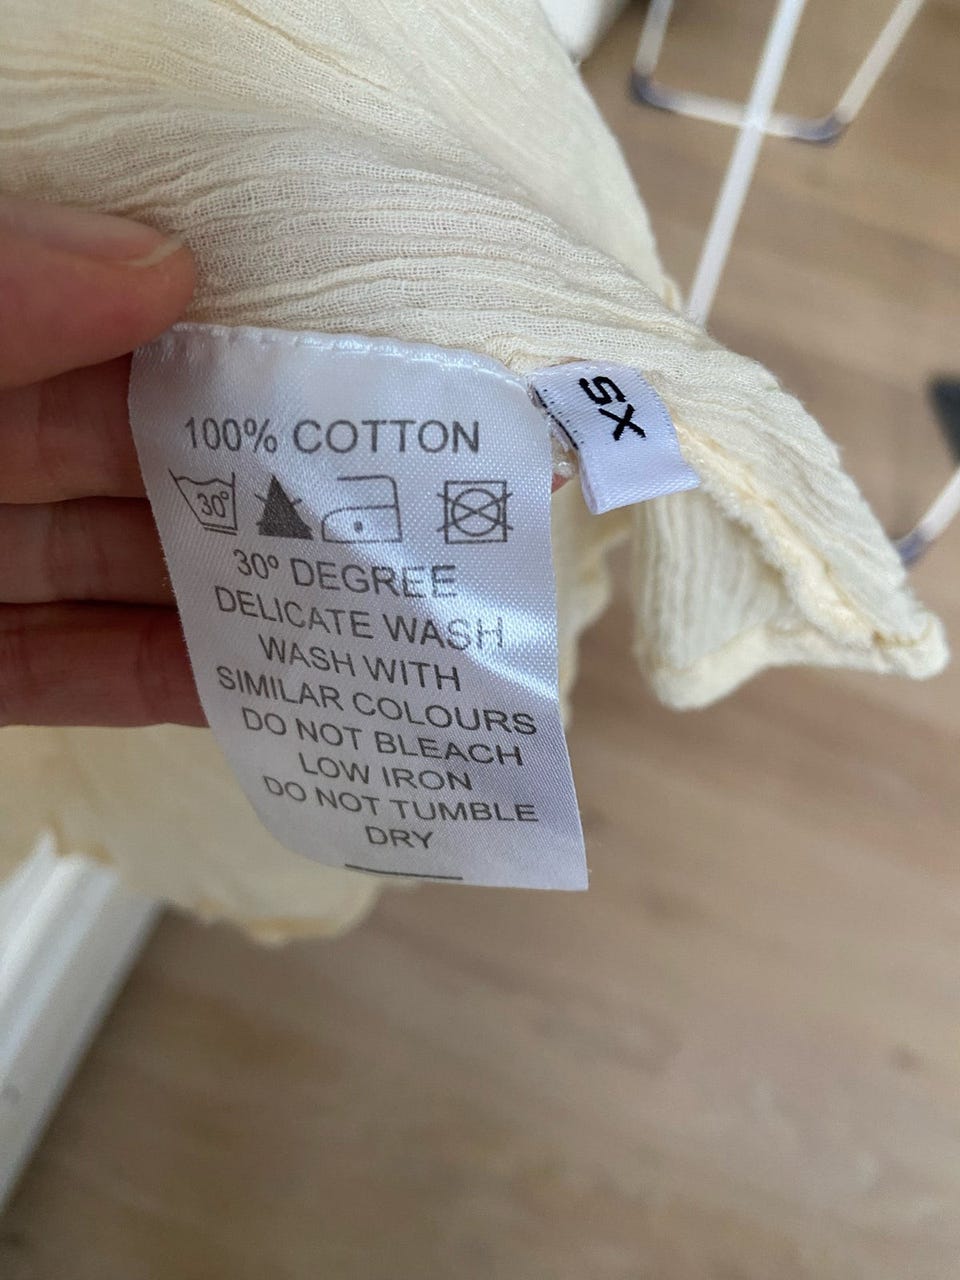 100% COTTON
30°
30º DEGREE
DELICATE WASH
WASH WITH
SIMILAR COLOURS
DO NOT BLEACH
LOW IRON
DO NOT TUMBLE
DRY
XS